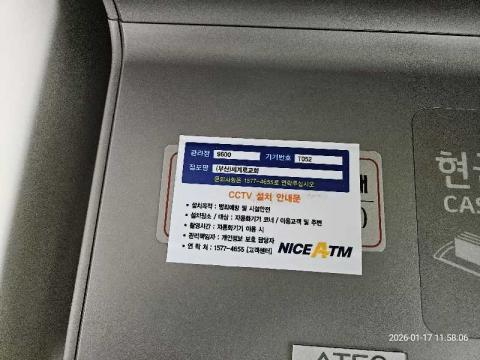 관리점 9600 기기번호 T052
점포명 (부산)세계로교회
문의사항은 1577-4655로 연락주십시오
CCTV 설치 안내문
• 설치목적 : 범죄예방 및 시설안전
• 설치장소 / 대상 : 자동화기기 코너 / 이용고객 및 주변
• 촬영시간 : 자동화기기 이용 시
• 관리책임자 : 개인정보 보호 담당자
• 연 락 처 : 1577-4655 [고객센터]
NICE ATM
현
CAS
2026-01-17 11:58:06